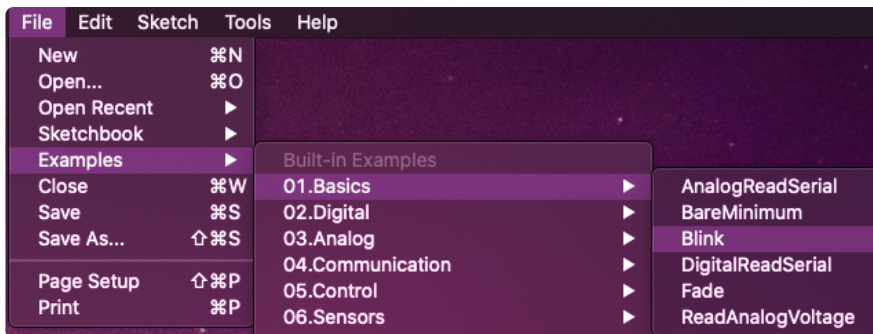 File Edit Sketch Tools Help
New ⌘N
Open... ⌘O
Open Recent ▶
Sketchbook ▶
Examples ▶
Close ⌘W
Save ⌘S
Save As... ⇧⌘S
Page Setup ⇧⌘P
Print ⌘P
Built-in Examples
01.Basics ▶
02.Digital ▶
03.Analog ▶
04.Communication ▶
05.Control ▶
06.Sensors ▶
AnalogReadSerial
BareMinimum
Blink
DigitalReadSerial
Fade
ReadAnalogVoltage